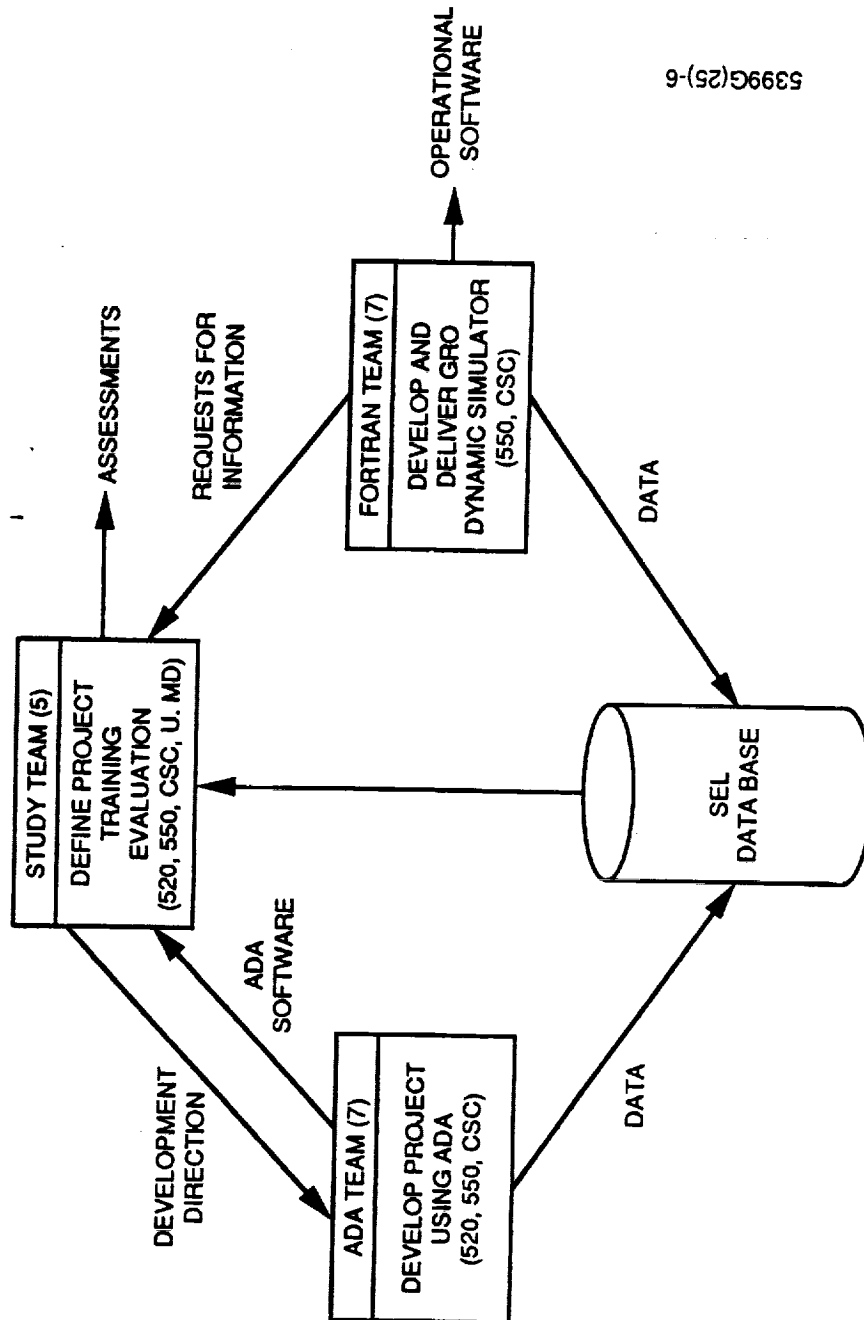 STUDY TEAM (5)
DEFINE PROJECT
TRAINING
EVALUATION
(520, 550, CSC, U. MD)
ASSESSMENTS
DEVELOPMENT
DIRECTION
ADA
SOFTWARE
REQUESTS FOR
INFORMATION
ADA TEAM (7)
DEVELOP PROJECT
USING ADA
(520, 550, CSC)
FORTRAN TEAM (7)
DEVELOP AND
DELIVER GRO
DYNAMIC SIMULATOR
(550, CSC)
OPERATIONAL
SOFTWARE
DATA
DATA
SEL
DATA BASE
5399G(25)-6